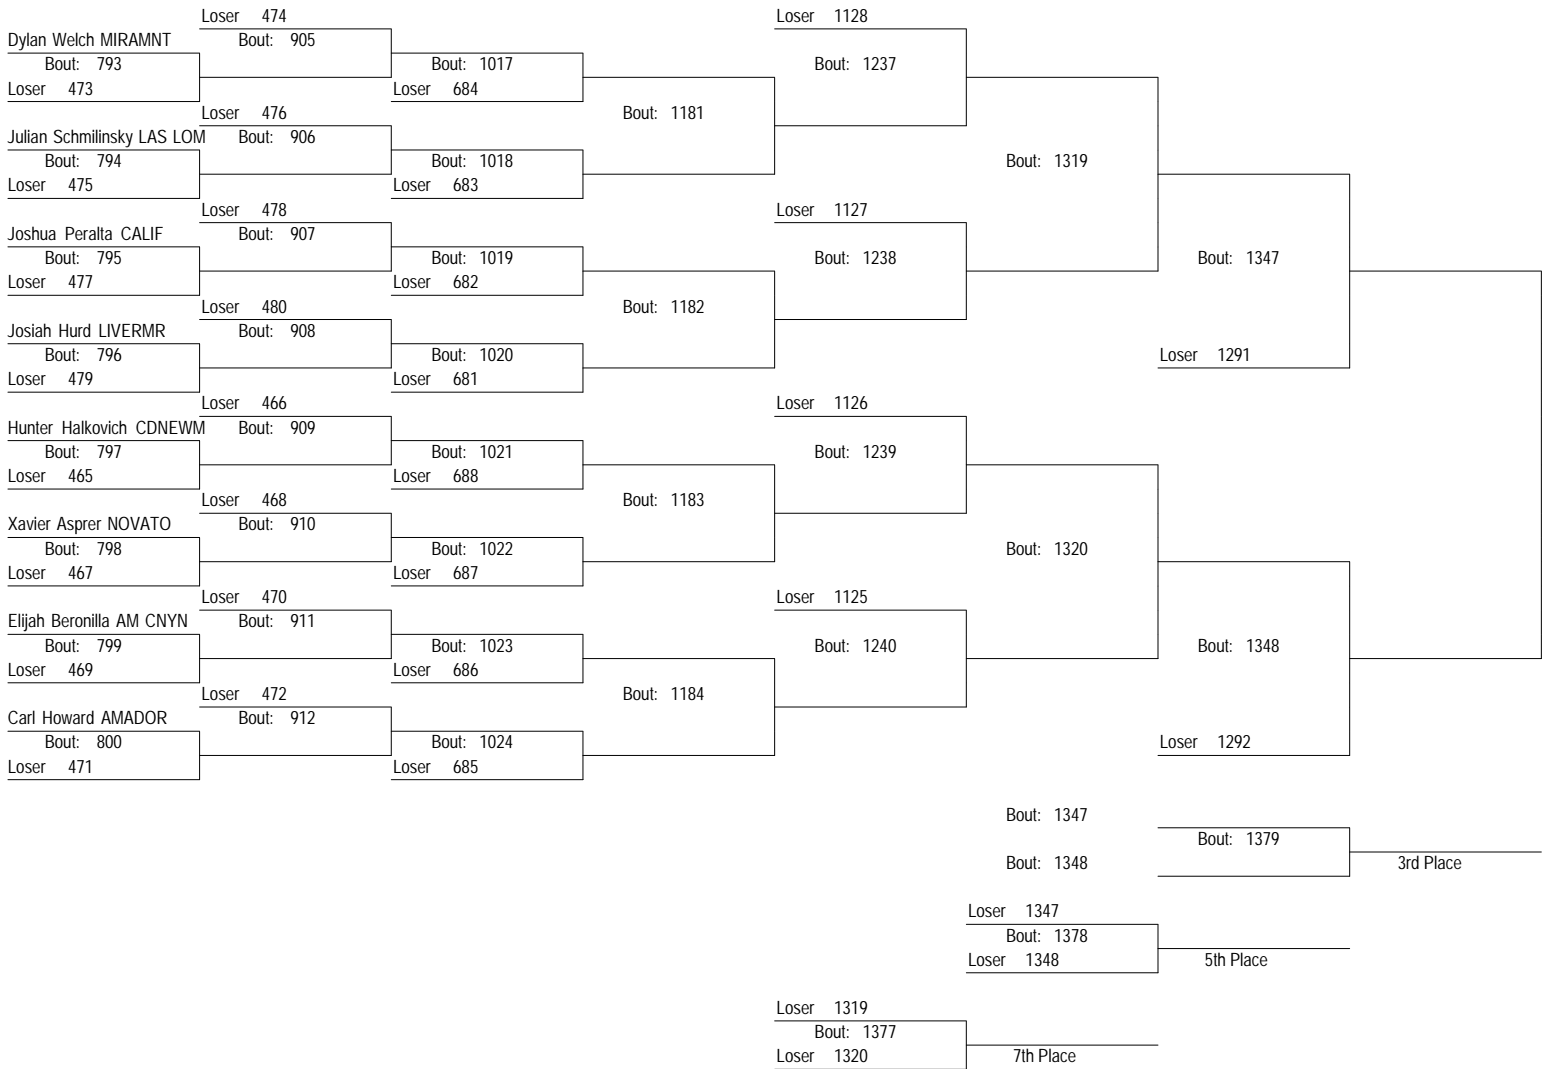 Loser 474
Loser 1128
Dylan Welch MIRAMNT
Bout: 905
Bout: 793
Bout: 1017
Bout: 1237
Loser 473
Loser 684
Loser 476
Bout: 1181
Julian Schmilinsky LAS LOM
Bout: 906
Bout: 794
Bout: 1018
Bout: 1319
Loser 475
Loser 683
Loser 478
Loser 1127
Joshua Peralta CALIF
Bout: 907
Bout: 795
Bout: 1019
Bout: 1238
Bout: 1347
Loser 477
Loser 682
Loser 480
Bout: 1182
Josiah Hurd LIVERMR
Bout: 908
Bout: 796
Bout: 1020
Loser 1291
Loser 479
Loser 681
Loser 466
Loser 1126
Hunter Halkovich CDNEWM
Bout: 909
Bout: 797
Bout: 1021
Bout: 1239
Loser 465
Loser 688
Loser 468
Bout: 1183
Xavier Asprer NOVATO
Bout: 910
Bout: 798
Bout: 1022
Bout: 1320
Loser 467
Loser 687
Loser 470
Loser 1125
Elijah Beronilla AM CNYN
Bout: 911
Bout: 799
Bout: 1023
Bout: 1240
Bout: 1348
Loser 469
Loser 686
Loser 472
Bout: 1184
Carl Howard AMADOR
Bout: 912
Bout: 800
Bout: 1024
Loser 1292
Loser 471
Loser 685
Bout: 1347
Bout: 1379
Bout: 1348
3rd Place
Loser 1347
Bout: 1378
Loser 1348
5th Place
Loser 1319
Bout: 1377
Loser 1320
7th Place